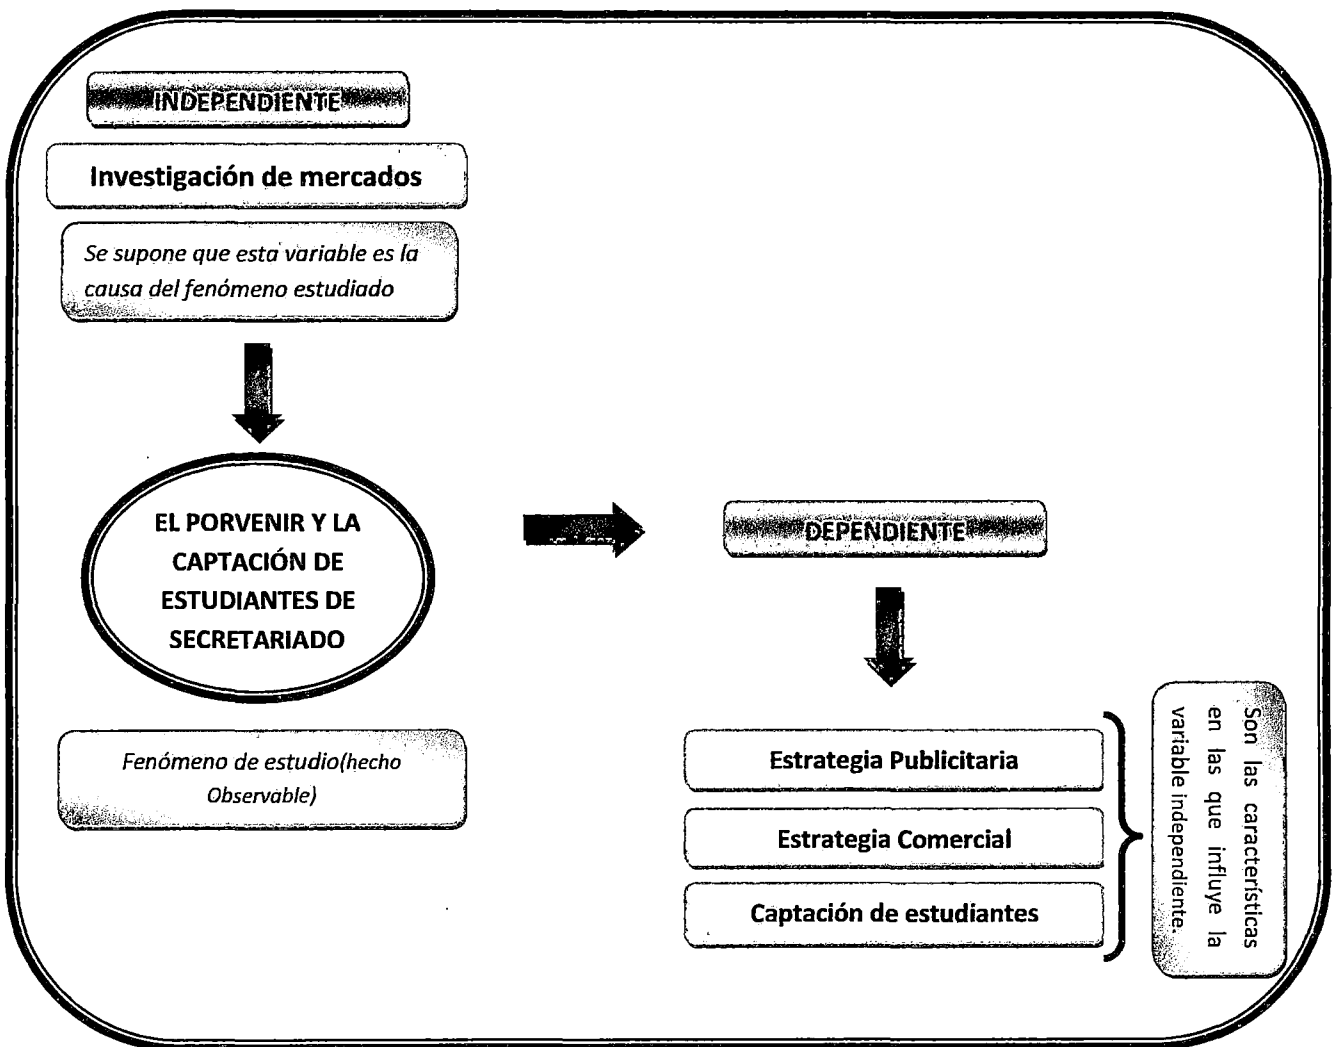 INDEPENDIENTE
Investigación de mercados
Se supone que esta variable es la
causa del fenómeno estudiado
EL PORVENIR Y LA
CAPTACIÓN DE
ESTUDIANTES DE
SECRETARIADO
Fenómeno de estudio(hecho
Observable)
DEPENDIENTE
Estrategia Publicitaria
Estrategia Comercial
Captación de estudiantes
Son las características
en las que influye la
variable independiente.